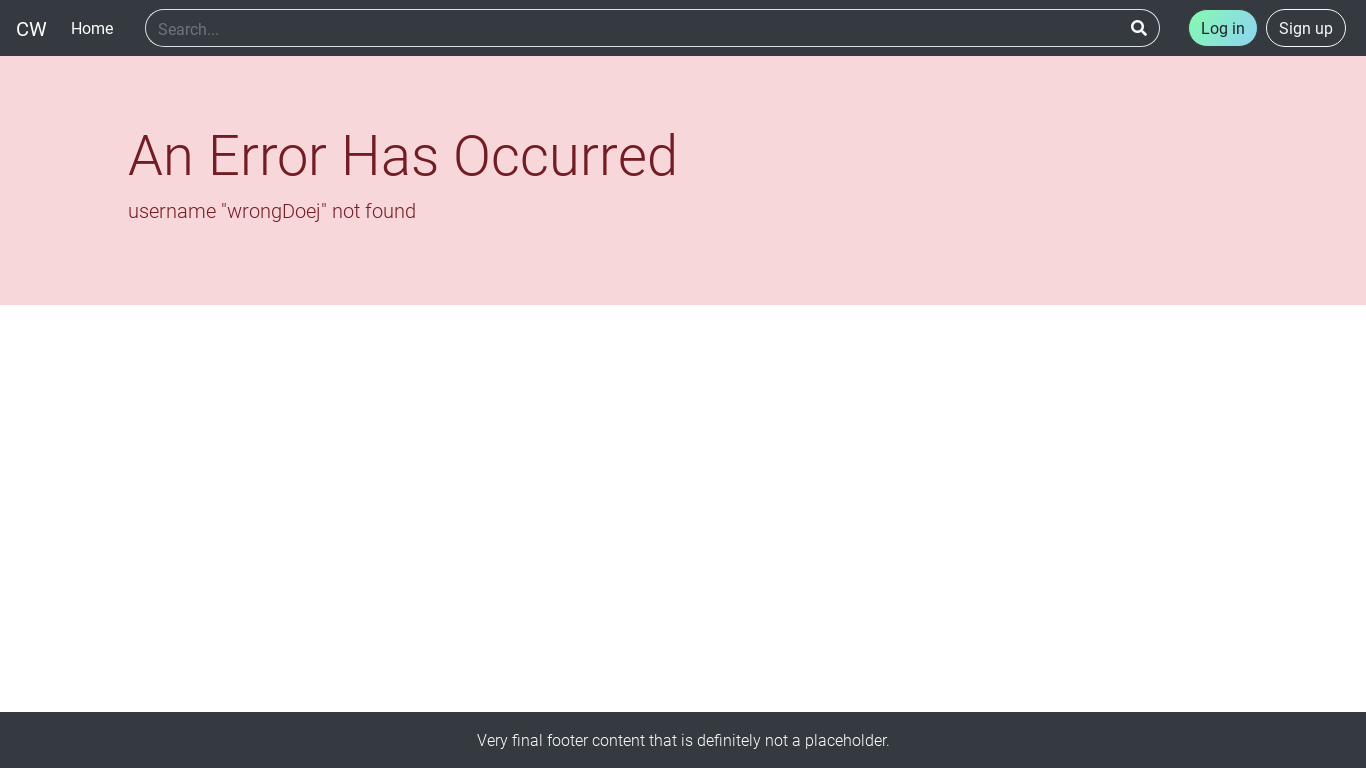 CW Home Search... Log in Sign up
An Error Has Occurred
username "wrongDoej" not found
Very final footer content that is definitely not a placeholder.